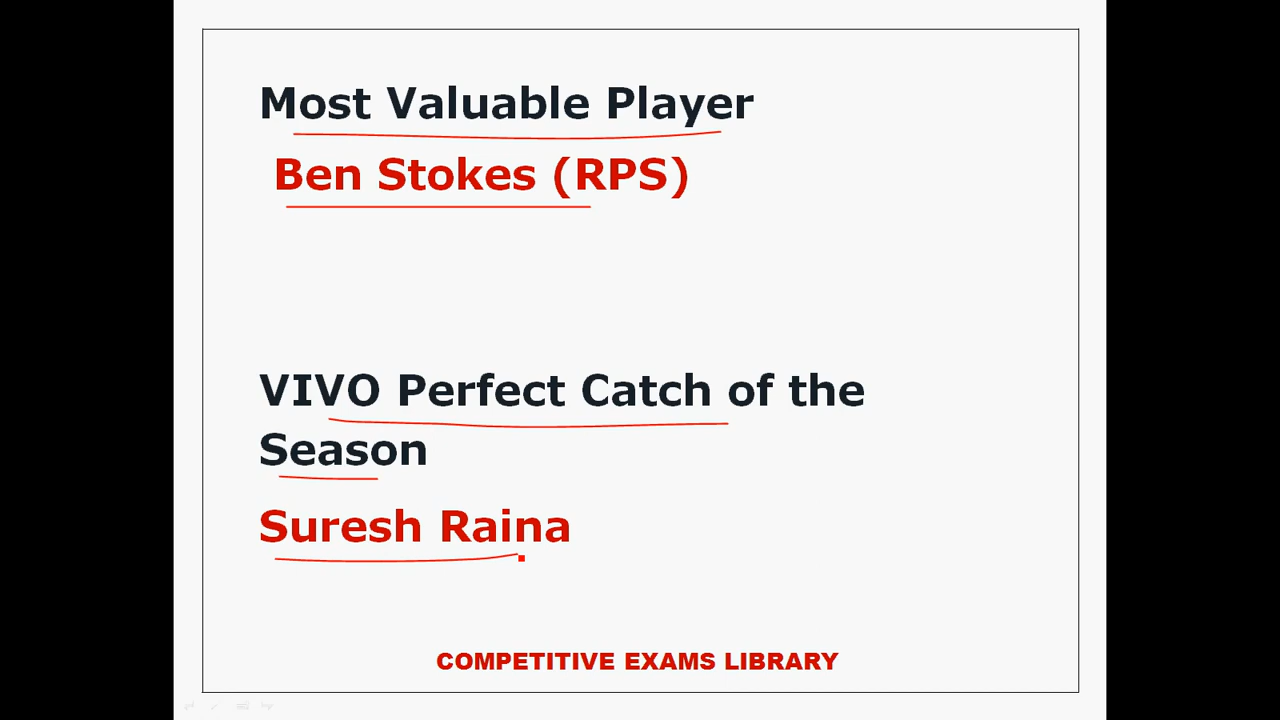 Most Valuable Player
Ben Stokes (RPS)
VIVO Perfect Catch of the
Season
Suresh Raina
COMPETITIVE EXAMS LIBRARY